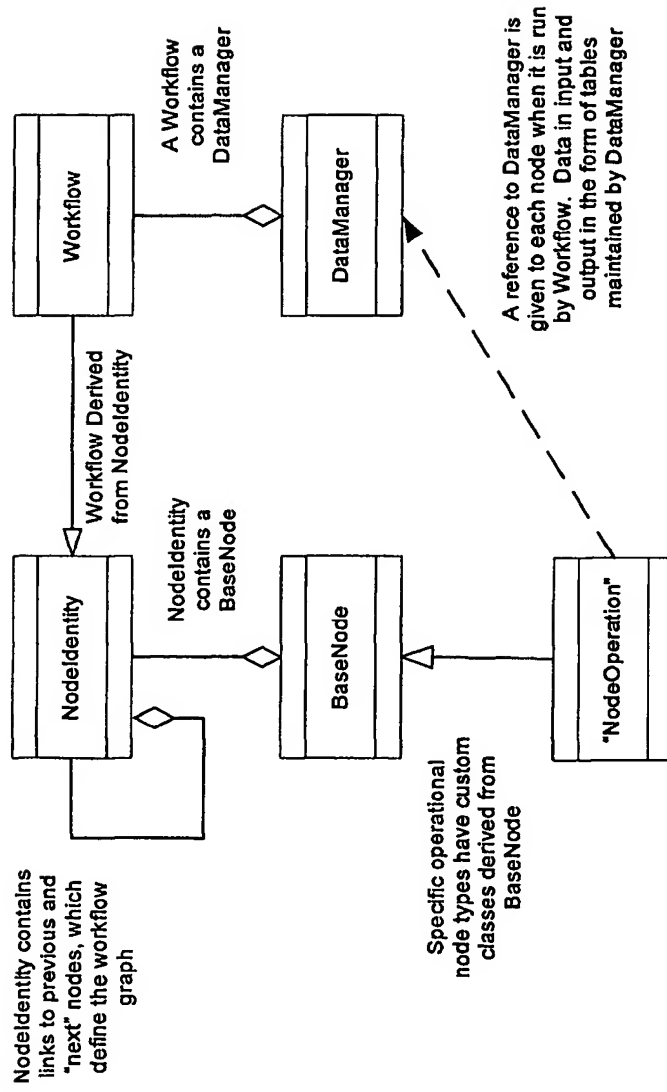 NodeIdentity contains
links to previous and
"next" nodes, which
define the workflow
graph
NodeIdentity
Workflow Derived
from NodeIdentity
Workflow
NodeIdentity
contains a
BaseNode
A Workflow
contains a
DataManager
BaseNode
DataManager
Specific operational
node types have custom
classes derived from
BaseNode
"NodeOperation"
A reference to DataManager is
given to each node when it is run
by Workflow. Data in input and
output in the form of tables
maintained by DataManager